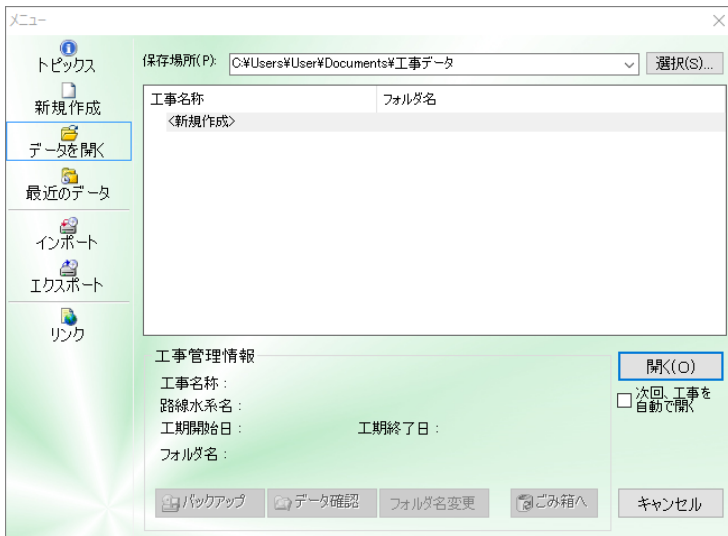 メニュー
トピックス
新規作成
データを開く
最近のデータ
インポート
エクスポート
リンク
保存場所(P): C:¥Users¥User¥Documents¥工事データ 選択(S)...
工事名称 フォルダ名
<新規作成>
工事管理情報
工事名称 :
路線水系名 :
工期開始日 : 工期終了日 :
フォルダ名 :
バックアップ データ確認 フォルダ名変更 ごみ箱へ
開く(O)
次回、工事を
自動で開く
キャンセル